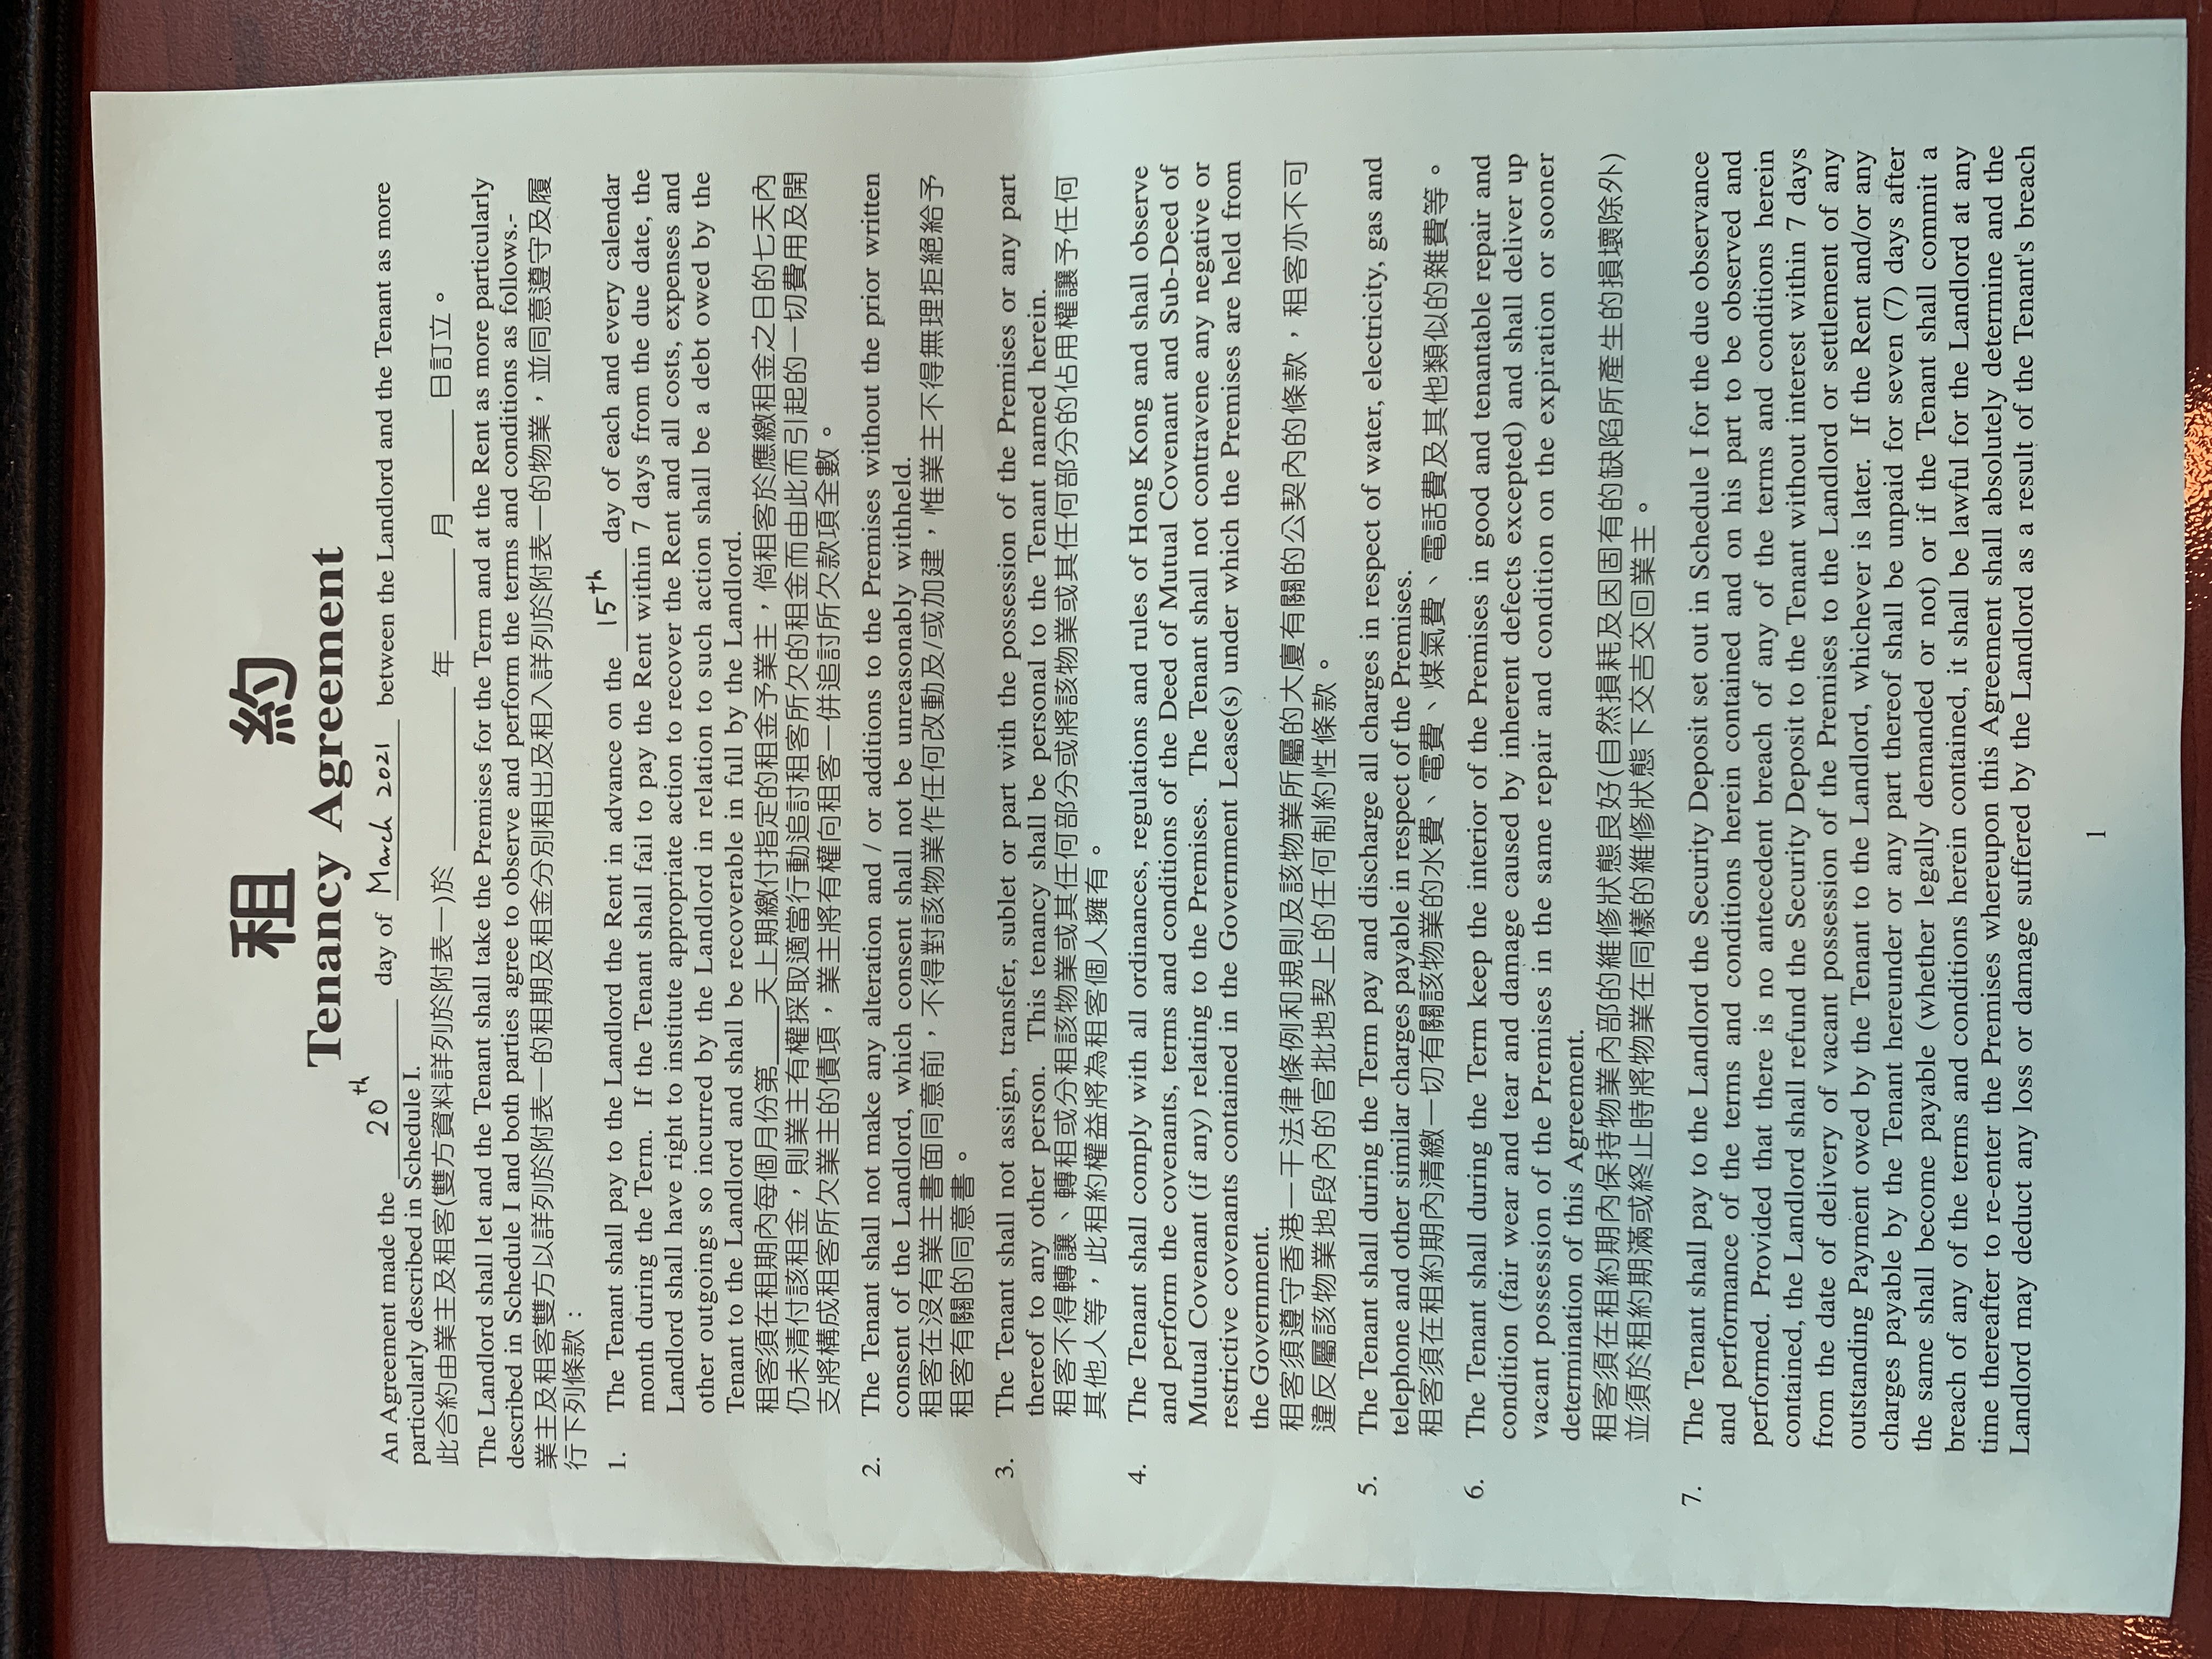 租 約
Tenancy Agreement
An Agreement made the 20th day of March 2021 between the Landlord and the Tenant as more
particularly described in Schedule I.
此合約由業主及租客(雙方資料詳列於附表一)於 ________ 年 ____ 月 ____ 日訂立。
The Landlord shall let and the Tenant shall take the Premises for the Term and at the Rent as more particularly
described in Schedule I and both parties agree to observe and perform the terms and conditions as follows.-
業主及租客雙方以詳列於附表一的租期及租金分別租出及租入詳列於附表一的物業，並同意遵守及履
行下列條款：
1. The Tenant shall pay to the Landlord the Rent in advance on the 15th day of each and every calendar
month during the Term. If the Tenant shall fail to pay the Rent within 7 days from the due date, the
Landlord shall have right to institute appropriate action to recover the Rent and all costs, expenses and
other outgoings so incurred by the Landlord in relation to such action shall be a debt owed by the
Tenant to the Landlord and shall be recoverable in full by the Landlord.
租客須在租期內每個月份第____天上期繳付指定的租金予業主，倘租客於應繳租金之日的七天內
仍未清付該租金，則業主有權採取適當行動追討租客所欠的租金而由此而引起的一切費用及開
支將構成租客所欠業主的債項，業主將有權向租客一併追討所欠款項全數。
2. The Tenant shall not make any alteration and / or additions to the Premises without the prior written
consent of the Landlord, which consent shall not be unreasonably withheld.
租客在沒有業主書面同意前，不得對該物業作任何改動及/或加建，惟業主不得無理拒絕給予
租客有關的同意書。
3. The Tenant shall not assign, transfer, sublet or part with the possession of the Premises or any part
thereof to any other person. This tenancy shall be personal to the Tenant named herein.
租客不得轉讓、轉租或分租該物業或其任何部分或將該物業或其任何部分的佔用權讓予任何
其他人等，此租約權益將為租客個人擁有。
4. The Tenant shall comply with all ordinances, regulations and rules of Hong Kong and shall observe
and perform the covenants, terms and conditions of the Deed of Mutual Covenant and Sub-Deed of
Mutual Covenant (if any) relating to the Premises. The Tenant shall not contravene any negative or
restrictive covenants contained in the Government Lease(s) under which the Premises are held from
the Government.
租客須遵守香港一干法律條例和規則及該物業所屬的大廈有關的公契內的條款，租客亦不可
違反屬該物業地段內的官批地契上的任何制約性條款。
5. The Tenant shall during the Term pay and discharge all charges in respect of water, electricity, gas and
telephone and other similar charges payable in respect of the Premises.
租客須在租約期內清繳一切有關該物業的水費、電費、煤氣費、電話費及其他類似的雜費等。
6. The Tenant shall during the Term keep the interior of the Premises in good and tenantable repair and
condition (fair wear and tear and damage caused by inherent defects excepted) and shall deliver up
vacant possession of the Premises in the same repair and condition on the expiration or sooner
determination of this Agreement.
租客須在租約期內保持物業內部的維修狀態良好(自然損耗及因固有的缺陷所產生的損壞除外)
並須於租約期滿或終止時將物業在同樣的維修狀態下交吉交回業主。
7. The Tenant shall pay to the Landlord the Security Deposit set out in Schedule I for the due observance
and performance of the terms and conditions herein contained and on his part to be observed and
performed. Provided that there is no antecedent breach of any of the terms and conditions herein
contained, the Landlord shall refund the Security Deposit to the Tenant without interest within 7 days
from the date of delivery of vacant possession of the Premises to the Landlord or settlement of any
outstanding Payment owed by the Tenant to the Landlord, whichever is later. If the Rent and/or any
charges payable by the Tenant hereunder or any part thereof shall be unpaid for seven (7) days after
the same shall become payable (whether legally demanded or not) or if the Tenant shall commit a
breach of any of the terms and conditions herein contained, it shall be lawful for the Landlord at any
time thereafter to re-enter the Premises whereupon this Agreement shall absolutely determine and the
Landlord may deduct any loss or damage suffered by the Landlord as a result of the Tenant's breach
1